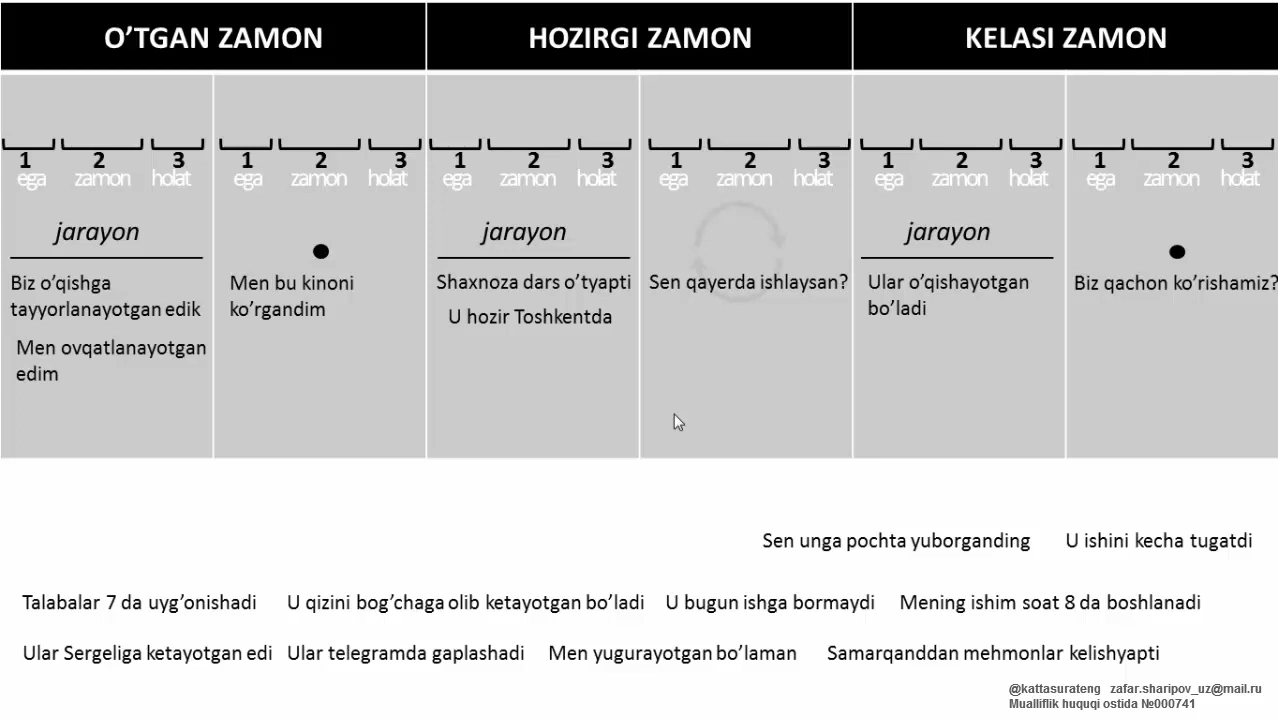 O’TGAN ZAMON HOZIRGI ZAMON KELASI ZAMON
1 2 3 1 2 3 1 2 3 1 2 3 1 2 3 1 2 3
ega zamon holat ega zamon holat ega zamon holat ega zamon holat ega zamon holat ega zamon holat
jarayon
Biz o’qishga
tayyorlanayotgan edik
Men ovqatlanayotgan
edim
Men bu kinoni
ko’rgandim
jarayon
Shaxnoza dars o’tyapti
U hozir Toshkentda
Sen qayerda ishlaysan?
jarayon
Ular o’qishayotgan
bo’ladi
Biz qachon ko’rishamiz?
Sen unga pochta yuborganding U ishini kecha tugatdi
Talabalar 7 da uyg’onishadi U qizini bog’chaga olib ketayotgan bo’ladi U bugun ishga bormaydi Mening ishim soat 8 da boshlanadi
Ular Sergeliga ketayotgan edi Ular telegramda gaplashadi Men yugurayotgan bo’laman Samarqanddan mehmonlar kelishyapti
@kattasurateng zafar.sharipov_uz@mail.ru
Mualliflik huquqi ostida №000741